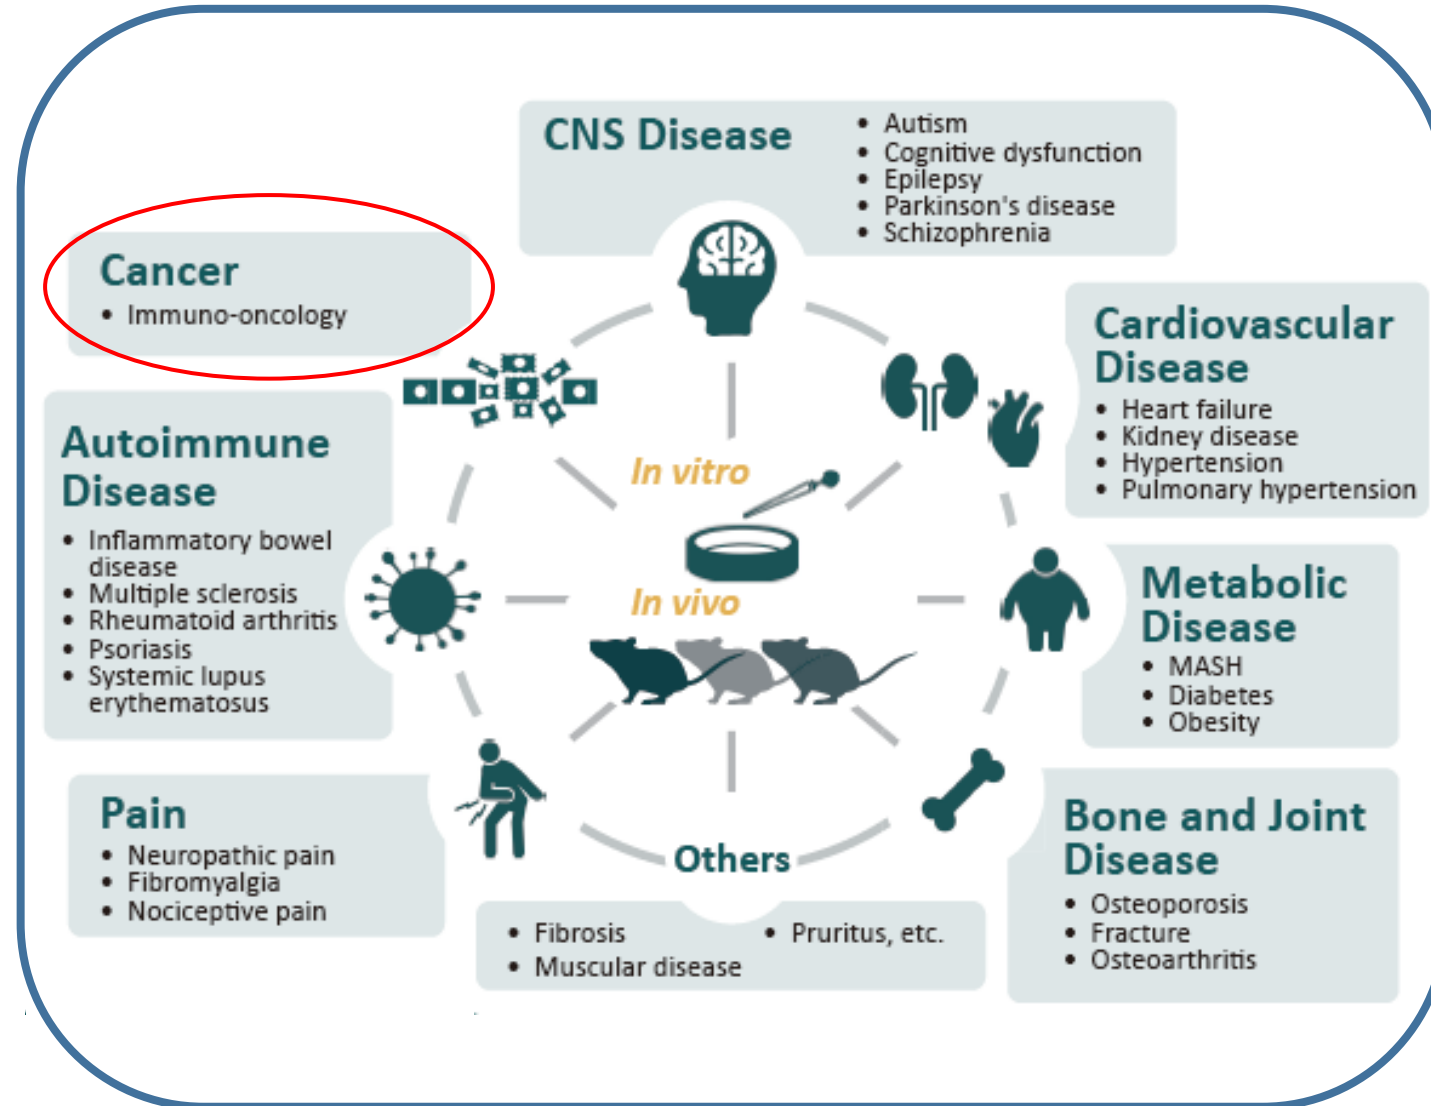 CNS Disease
• Autism
• Cognitive dysfunction
• Epilepsy
• Parkinson's disease
• Schizophrenia
Cancer
• Immuno-oncology
Cardiovascular
Disease
• Heart failure
• Kidney disease
• Hypertension
• Pulmonary hypertension
Autoimmune
Disease
• Inflammatory bowel
disease
• Multiple sclerosis
• Rheumatoid arthritis
• Psoriasis
• Systemic lupus
erythematosus
In vitro
In vivo
Metabolic
Disease
• MASH
• Diabetes
• Obesity
Pain
• Neuropathic pain
• Fibromyalgia
• Nociceptive pain
Bone and Joint
Disease
• Osteoporosis
• Fracture
• Osteoarthritis
Others
• Fibrosis
• Muscular disease
• Pruritus, etc.